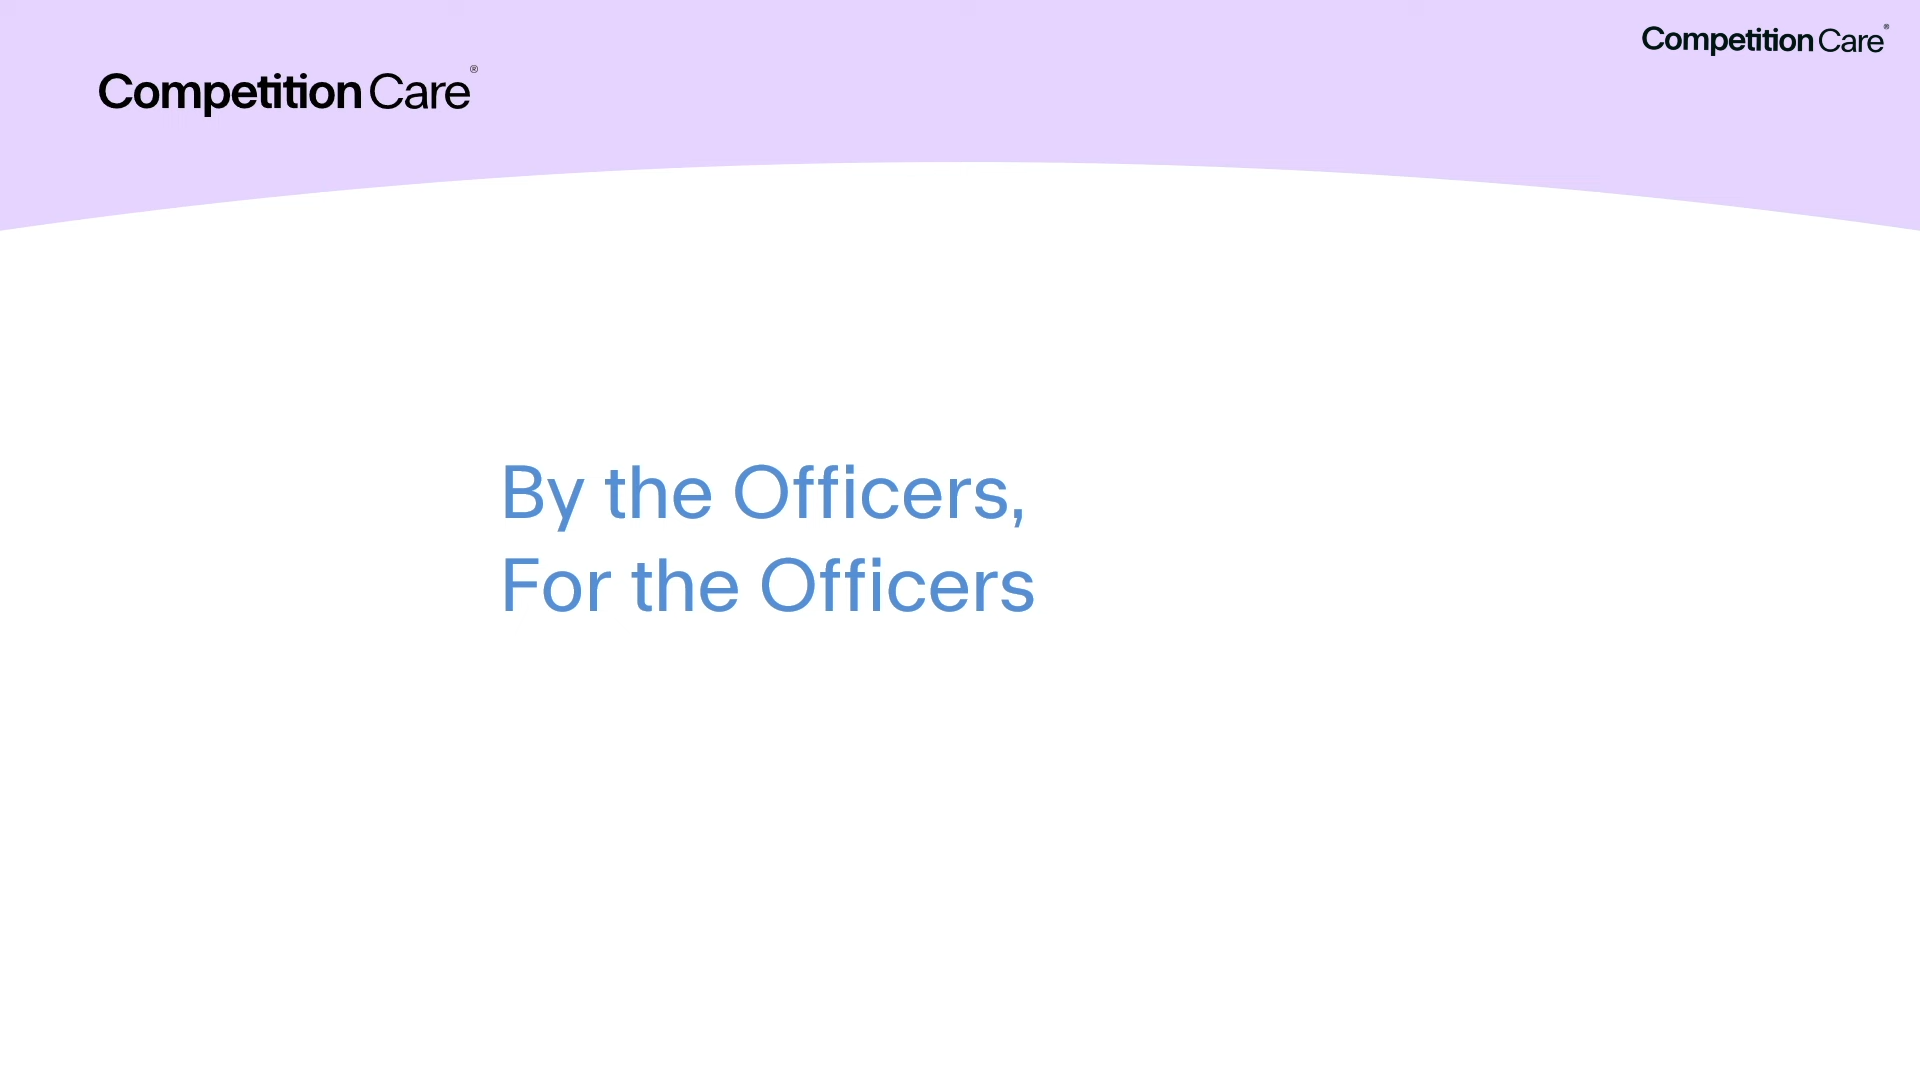 Competition Care®
Competition Care®
By the Officers,
For the Officers